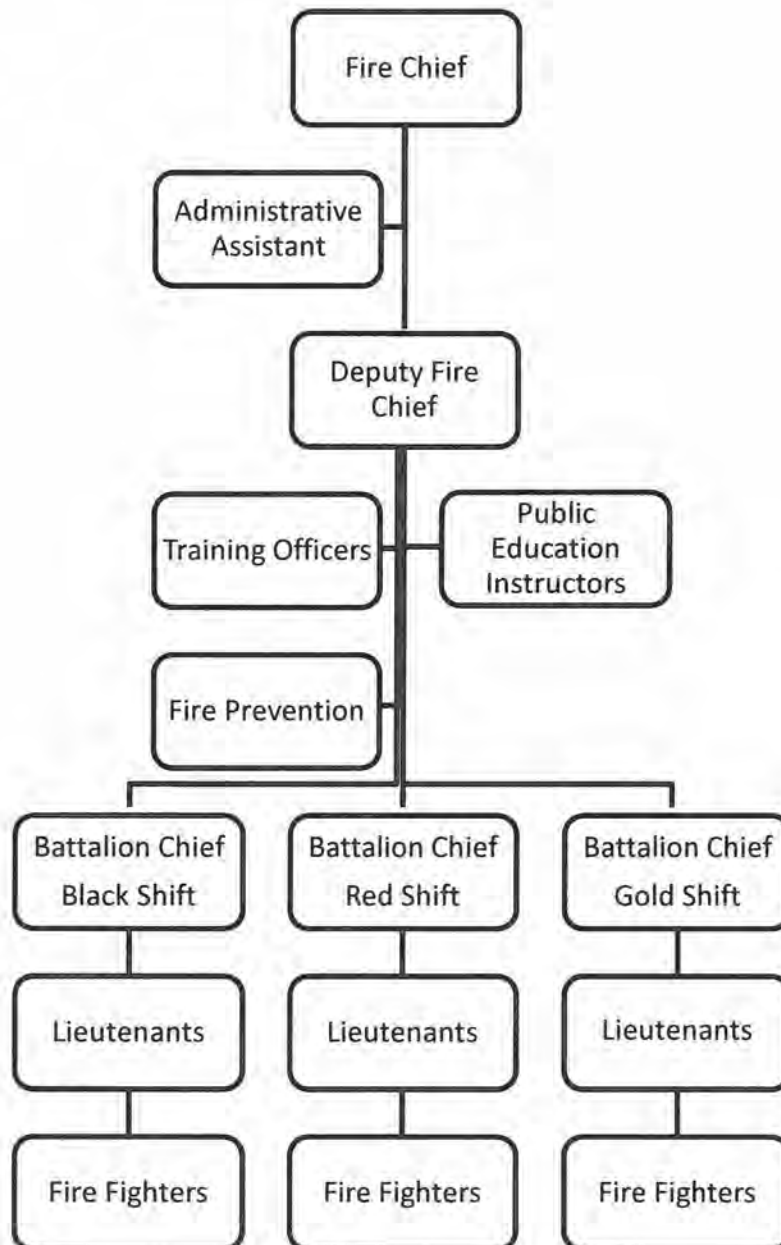 Fire Chief
Administrative
Assistant
Deputy Fire
Chief
Training Officers
Public
Education
Instructors
Fire Prevention
Battalion Chief
Black Shift
Battalion Chief
Red Shift
Battalion Chief
Gold Shift
Lieutenants
Lieutenants
Lieutenants
Fire Fighters
Fire Fighters
Fire Fighters